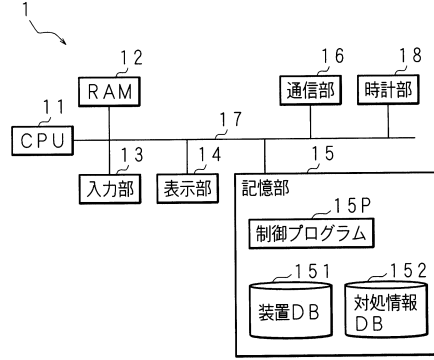 1
12
16
18
RAM
通信部
時計部
11
17
CPU
13
14
15
入力部
表示部
記憶部
15P
制御プログラム
151
152
装置DB
対処情報
DB